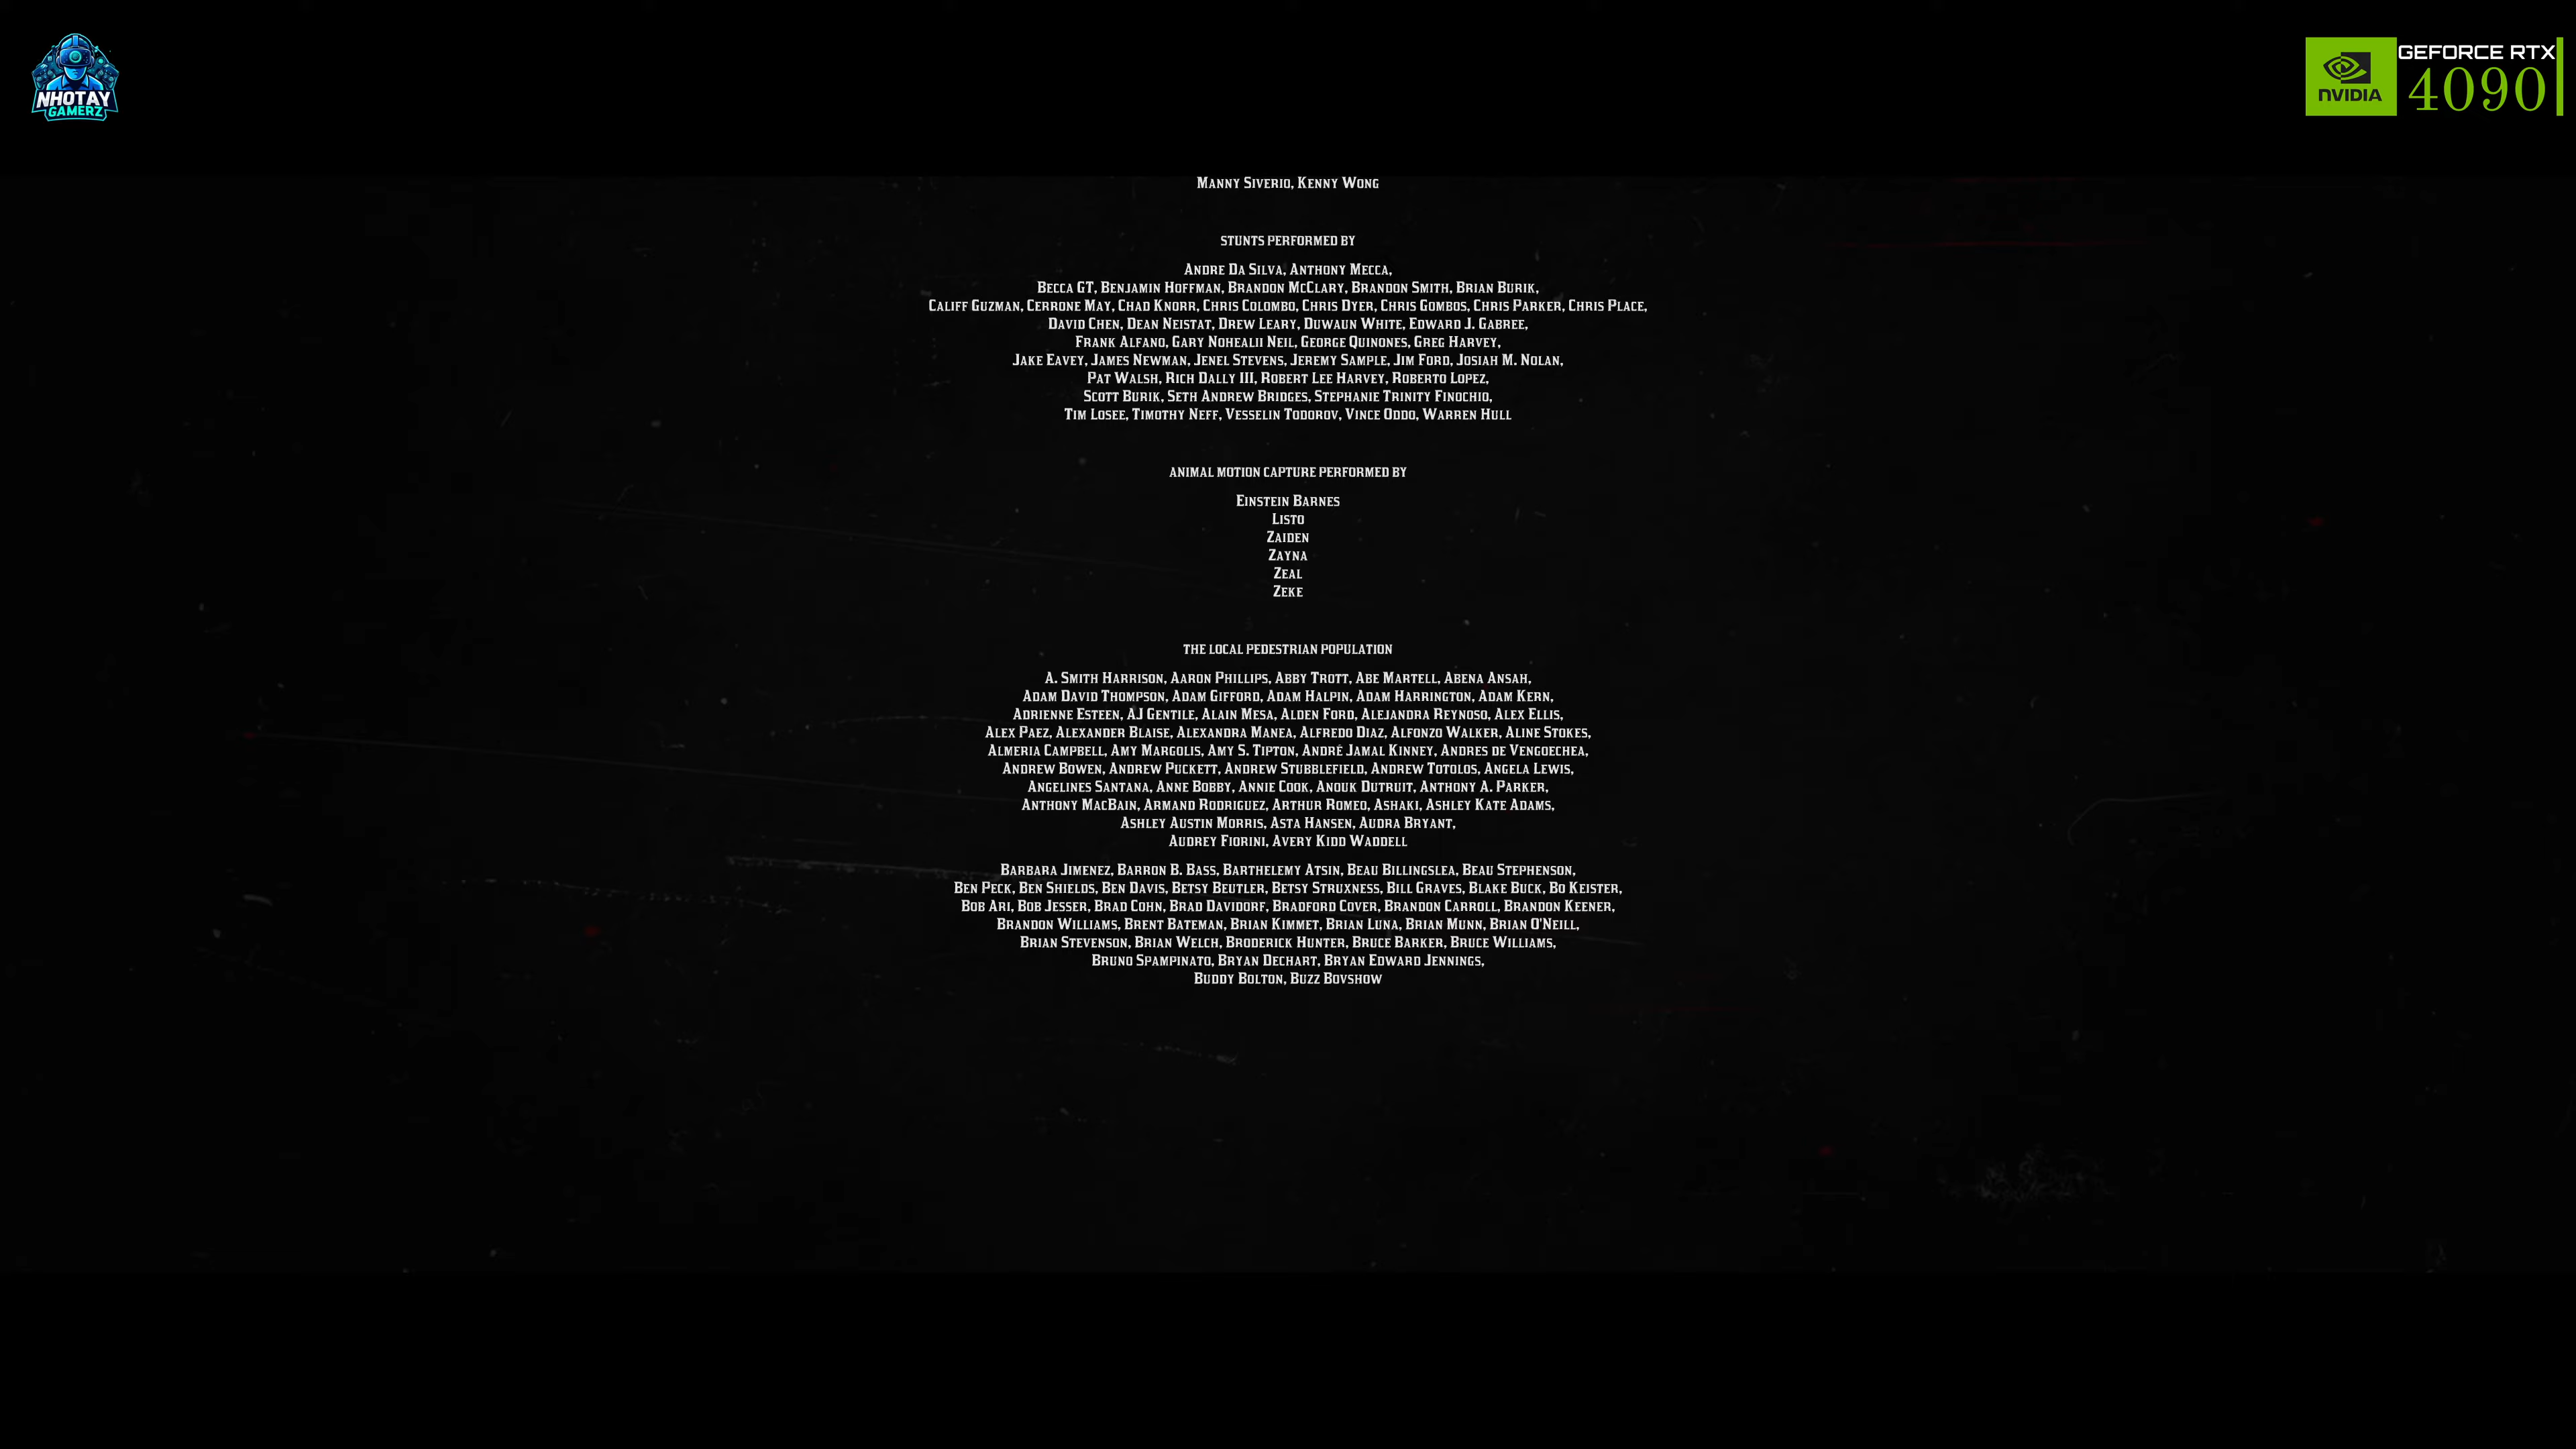 NHOTAY
GAMERZ
GEFORCE RTX
4090
NVIDIA
MANNY SIVERIO, KENNY WONG
STUNTS PERFORMED BY
ANDRE DA SILVA, ANTHONY MECCA,
BECCA GT, BENJAMIN HOFFMAN, BRANDON MCCLARY, BRANDON SMITH, BRIAN BURIK,
CALIFF GUZMAN, CERRONE MAY, CHAD KNORR, CHRIS COLOMBO, CHRIS DYER, CHRIS GOMBOS, CHRIS PARKER, CHRIS PLACE,
DAVID CHEN, DEAN NEISTAT, DREW LEARY, DUWAUN WHITE, EDWARD J. GABREE,
FRANK ALFANO, GARY NOHEALII NEIL, GEORGE QUINONES, GREG HARVEY,
JAKE EAVEY, JAMES NEWMAN, JENEL STEVENS, JEREMY SAMPLE, JIM FORD, JOSIAH M. NOLAN,
PAT WALSH, RICH DALLY III, ROBERT LEE HARVEY, ROBERTO LOPEZ,
SCOTT BURIK, SETH ANDREW BRIDGES, STEPHANIE TRINITY FINOCHIO,
TIM LOSEE, TIMOTHY NEFF, VESSELIN TODOROV, VINCE ODDO, WARREN HULL
ANIMAL MOTION CAPTURE PERFORMED BY
EINSTEIN BARNES
LISTO
ZAIDEN
ZAYNA
ZEAL
ZEKE
THE LOCAL PEDESTRIAN POPULATION
A. SMITH HARRISON, AARON PHILLIPS, ABBY TROTT, ABE MARTELL, ABENA ANSAH,
ADAM DAVID THOMPSON, ADAM GIFFORD, ADAM HALPIN, ADAM HARRINGTON, ADAM KERN,
ADRIENNE ESTEEN, AJ GENTILE, ALAIN MESA, ALDEN FORD, ALEJANDRA REYNOSO, ALEX ELLIS,
ALEX PAEZ, ALEXANDER BLAISE, ALEXANDRA MANEA, ALFREDO DIAZ, ALFONZO WALKER, ALINE STOKES,
ALMERIA CAMPBELL, AMY MARGOLIS, AMY S. TIPTON, ANDRÉ JAMAL KINNEY, ANDRES DE VENGOECHEA,
ANDREW BOWEN, ANDREW PUCKETT, ANDREW STUBBLEFIELD, ANDREW TOTOLOS, ANGELA LEWIS,
ANGELINES SANTANA, ANNE BOBBY, ANNIE COOK, ANOUK DUTRUIT, ANTHONY A. PARKER,
ANTHONY MACBAIN, ARMAND RODRIGUEZ, ARTHUR ROMEO, ASHAKI, ASHLEY KATE ADAMS,
ASHLEY AUSTIN MORRIS, ASTA HANSEN, AUDRA BRYANT,
AUDREY FIORINI, AVERY KIDD WADDELL
BARBARA JIMENEZ, BARRON B. BASS, BARTHELEMY ATSIN, BEAU BILLINGSLEA, BEAU STEPHENSON,
BEN PECK, BEN SHIELDS, BEN DAVIS, BETSY BEUTLER, BETSY STRUXNESS, BILL GRAVES, BLAKE BUCK, BO KEISTER,
BOB ARI, BOB JESSER, BRAD COHN, BRAD DAVIDORF, BRADFORD COVER, BRANDON CARROLL, BRANDON KEENER,
BRANDON WILLIAMS, BRENT BATEMAN, BRIAN KIMMET, BRIAN LUNA, BRIAN MUNN, BRIAN O'NEILL,
BRIAN STEVENSON, BRIAN WELCH, BRODERICK HUNTER, BRUCE BARKER, BRUCE WILLIAMS,
BRUNO SPAMPINATO, BRYAN DECHART, BRYAN EDWARD JENNINGS,
BUDDY BOLTON, BUZZ BOVSHOW